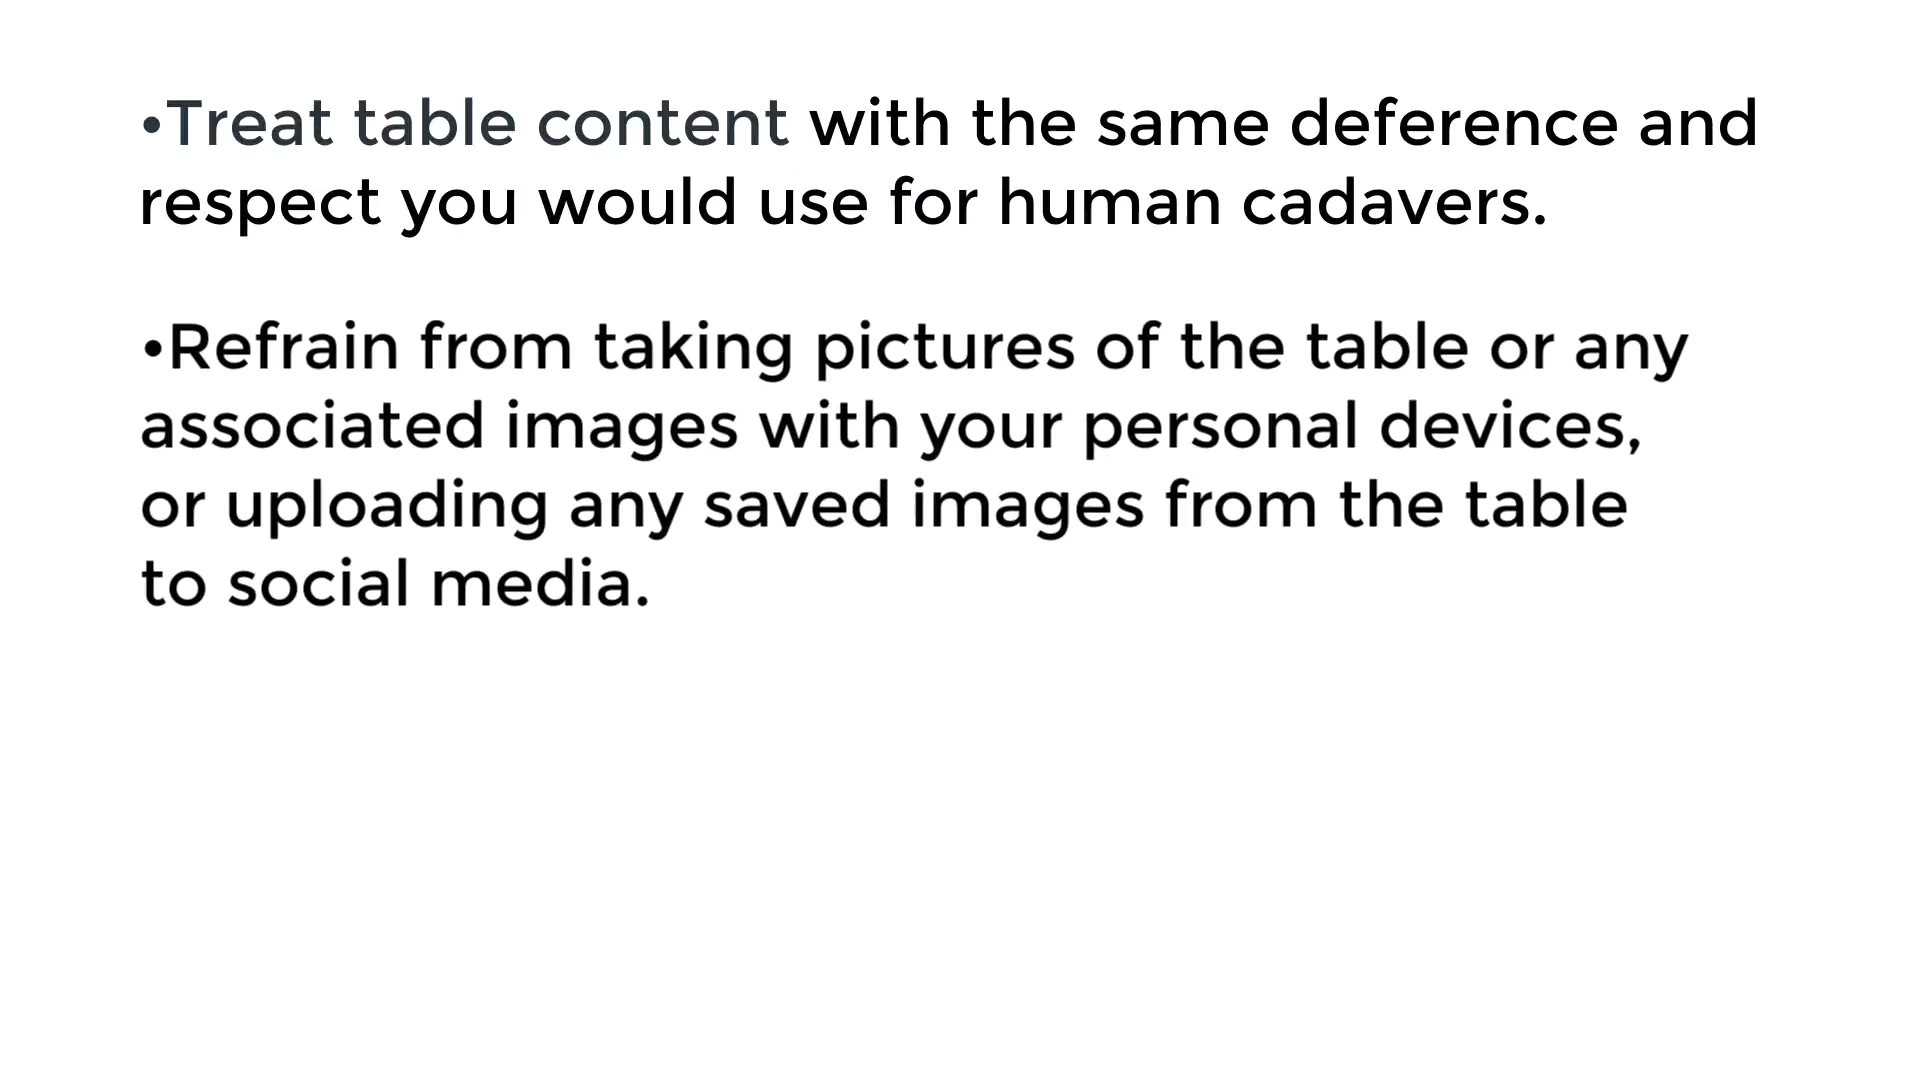 •Treat table content with the same deference and
respect you would use for human cadavers.
•Refrain from taking pictures of the table or any
associated images with your personal devices,
or uploading any saved images from the table
to social media.